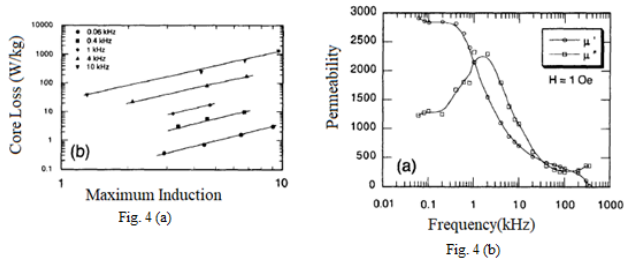 Core Loss (W/kg)
10000
1000
100
10
1
0.1
0.06 kHz
0.4 kHz
1 kHz
4 kHz
10 kHz
(b)
1
10
Maximum Induction
Fig. 4 (a)
Permeability
3000
2500
2000
1500
1000
500
0
μ'
μ"
H = 1 Oe
(a)
0.01
0.1
1
10
100
1000
Frequency(kHz)
Fig. 4 (b)